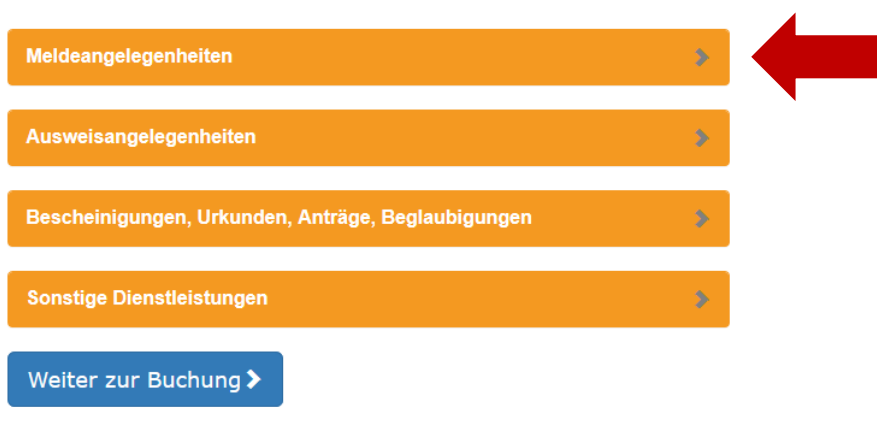 Meldeangelegenheiten
Ausweisangelegenheiten
Bescheinigungen, Urkunden, Anträge, Beglaubigungen
Sonstige Dienstleistungen
Weiter zur Buchung